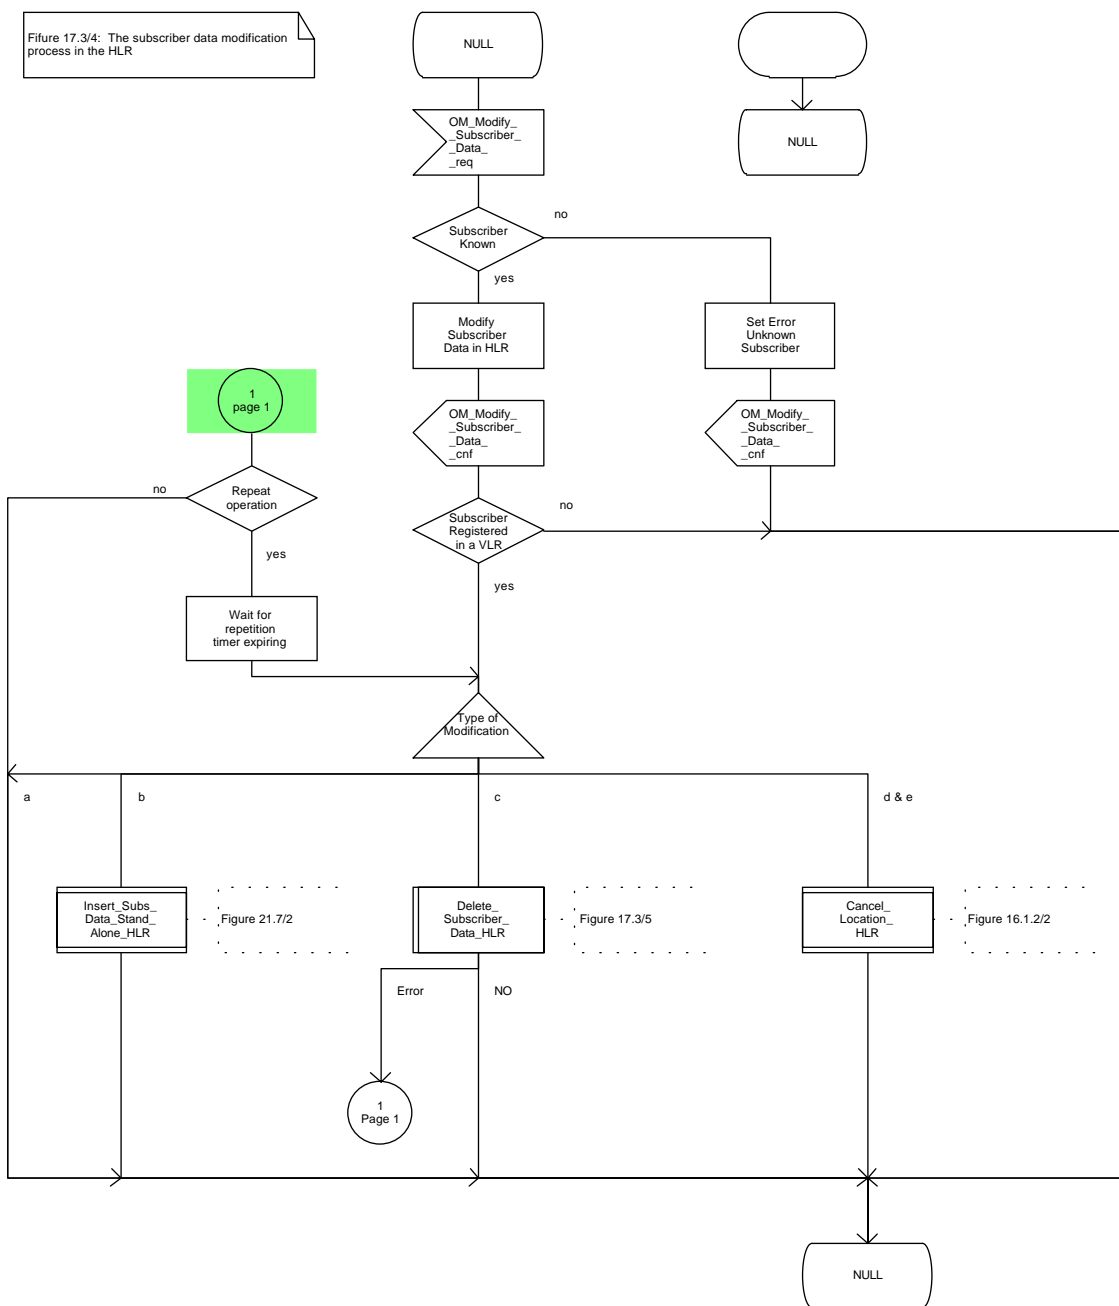 Fifure 17.3/4: The subscriber data modification
process in the HLR
NULL
OM_Modify_
_Subscriber_
_Data_
_req
NULL
Subscriber
Known
no
yes
Modify
Subscriber
Data in HLR
Set Error
Unknown
Subscriber
1
page 1
OM_Modify_
_Subscriber_
_Data_
_cnf
OM_Modify_
_Subscriber_
_Data_
_cnf
Repeat
operation
no
yes
Subscriber
Registered
in a VLR
no
yes
Wait for
repetition
timer expiring
Type of
Modification
a
b
c
d & e
Insert_Subs_
Data_Stand_
Alone_HLR
Figure 21.7/2
Delete_
Subscriber_
Data_HLR
Figure 17.3/5
Cancel_
Location_
HLR
Figure 16.1.2/2
Error
NO
1
Page 1
NULL